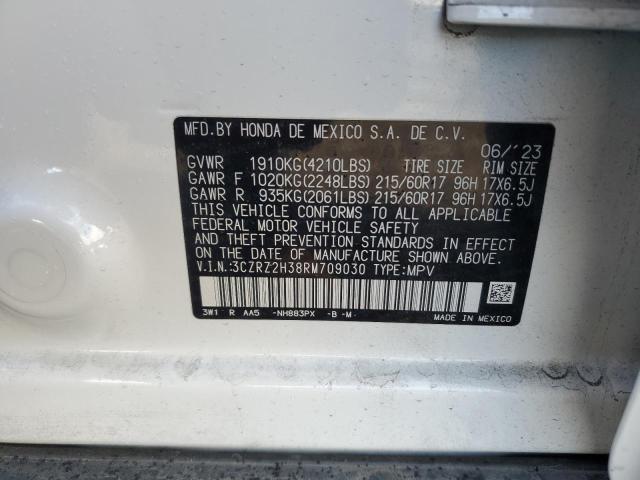 MFD.BY HONDA DE MEXICO S.A. DE C.V.
06/'23
GVWR 1910KG(4210LBS) TIRE SIZE RIM SIZE
GAWR F 1020KG(2248LBS) 215/60R17 96H 17X6.5J
GAWR R 935KG(2061LBS) 215/60R17 96H 17X6.5J
THIS VEHICLE CONFORMS TO ALL APPLICABLE
FEDERAL MOTOR VEHICLE SAFETY
AND THEFT PREVENTION STANDARDS IN EFFECT
ON THE DATE OF MANUFACTURE SHOWN ABOVE.
V.I.N.:3CZRZ2H38RM709030 TYPE:MPV
3W1 R AA5 -NH883PX -B -M- MADE IN MEXICO